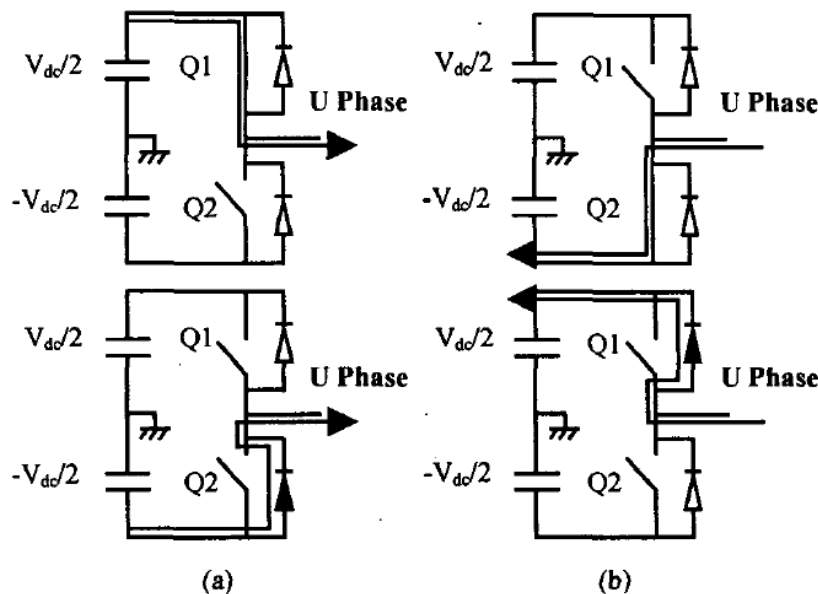 V_dc/2
Q1
U Phase
-V_dc/2
Q2
V_dc/2
Q1
U Phase
-V_dc/2
Q2
V_dc/2
Q1
U Phase
-V_dc/2
Q2
V_dc/2
Q1
U Phase
-V_dc/2
Q2
(a)
(b)